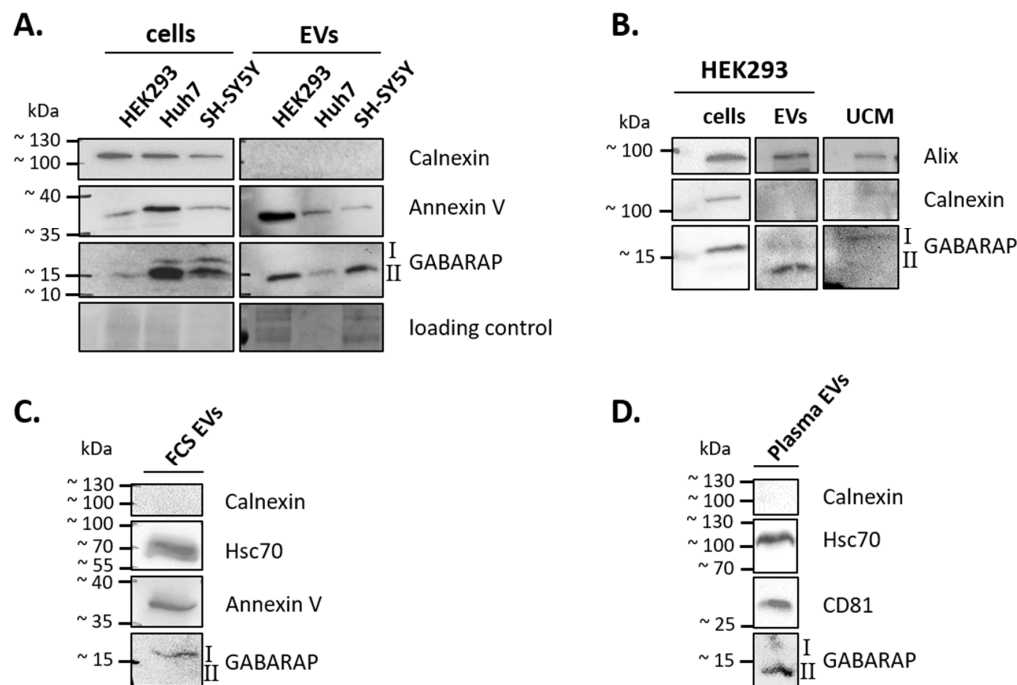 A.
cells EVs
HEK293 Huh7 SH-SY5Y HEK293 Huh7 SH-SY5Y
kDa
~ 130
~ 100
Calnexin
~ 40
~ 35
Annexin V
~ 15
~ 10
I
II
GABARAP
loading control
B.
HEK293
kDa cells EVs UCM
~ 100
Alix
~ 100
Calnexin
~ 15
I
II
GABARAP
C.
FCS EVs
kDa
~ 130
~ 100
Calnexin
~ 100
~ 70
~ 55
Hsc70
~ 40
~ 35
Annexin V
~ 15
I
II
GABARAP
D.
Plasma EVs
kDa
~ 130
~ 100
Calnexin
~ 130
~ 100
~ 70
Hsc70
~ 25
CD81
~ 15
I
II
GABARAP